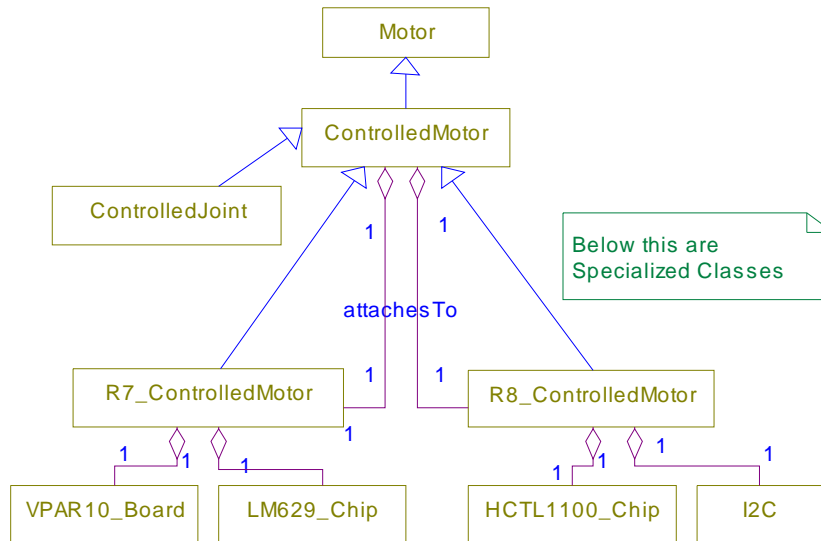 Motor
ControlledMotor
ControlledJoint
1
1
Below this are
Specialized Classes
attachesTo
1
1
R7_ControlledMotor
R8_ControlledMotor
1
1
1
1
1
1
1
1
VPAR10_Board
LM629_Chip
HCTL1100_Chip
I2C